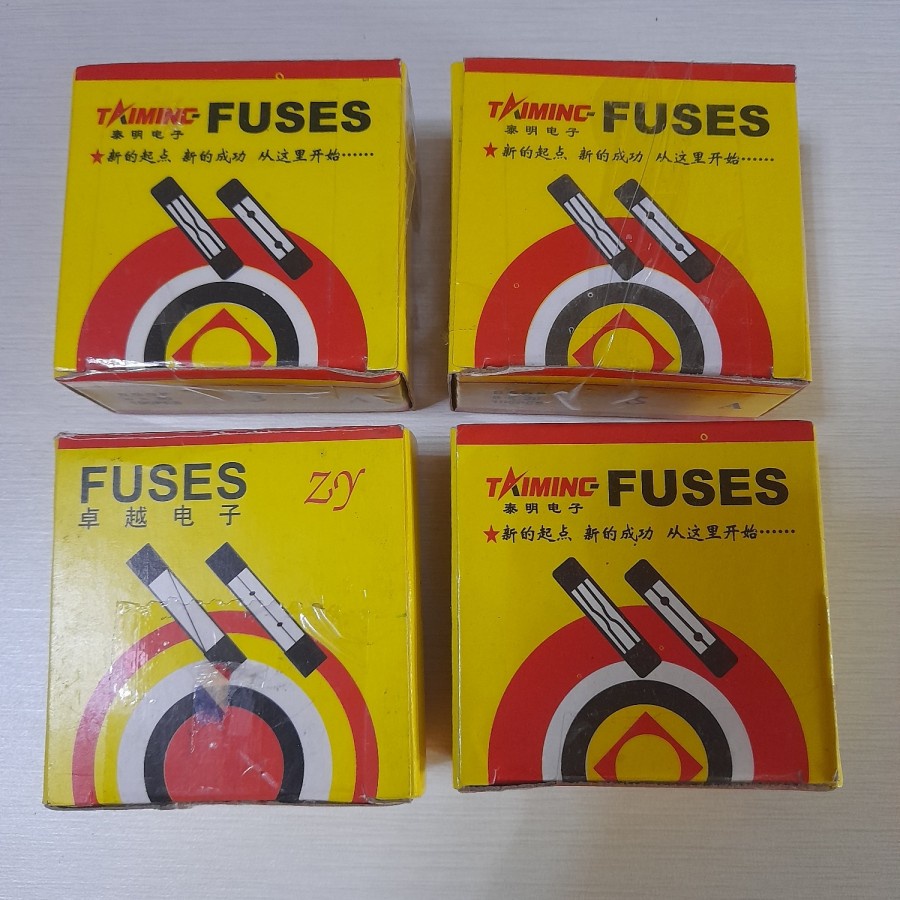 TAIMING-FUSES
泰明电子
★新的起点 新的成功 从这里开始······
TAIMING-FUSES
泰明电子
★新的起点 新的成功 从这里开始······
A
A
FUSES ZY
卓越电子
TAIMING-FUSES
泰明电子
★新的起点 新的成功 从这里开始······